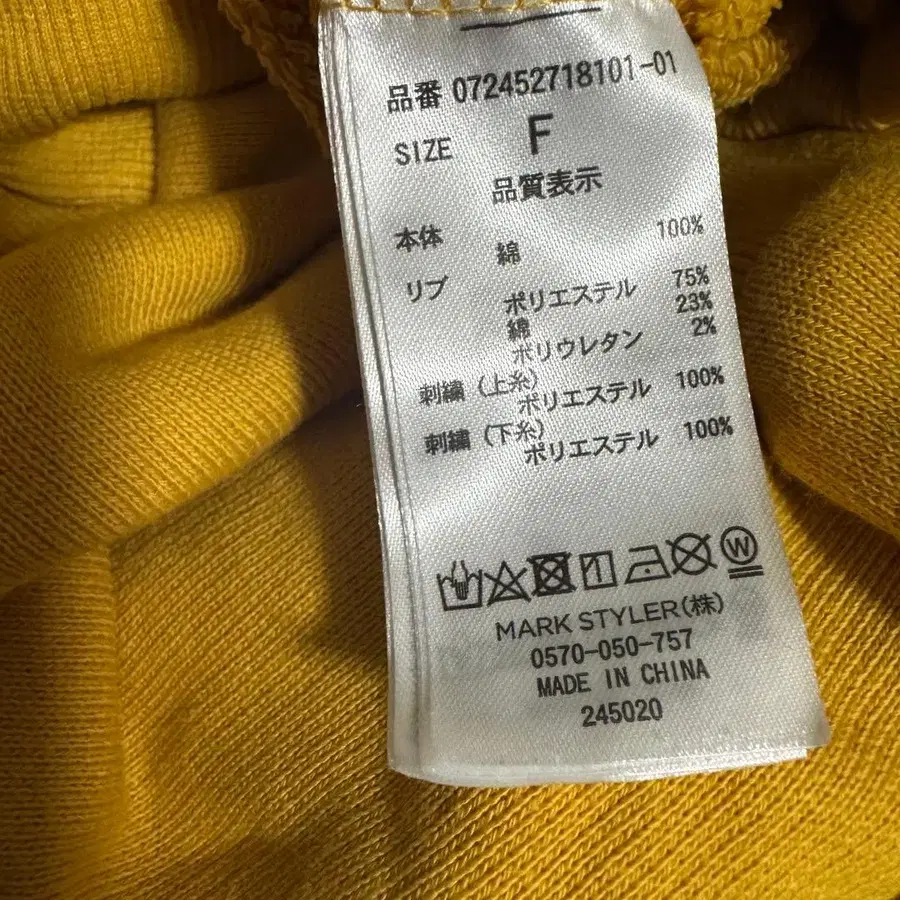 品番 072452718101-01
SIZE F
品質表示
本体 綿 100%
リブ ポリエステル 75%
綿 23%
ポリウレタン 2%
刺繍(上糸)
ポリエステル 100%
刺繍(下糸)
ポリエステル 100%
W
MARK STYLER(株)
0570-050-757
MADE IN CHINA
245020